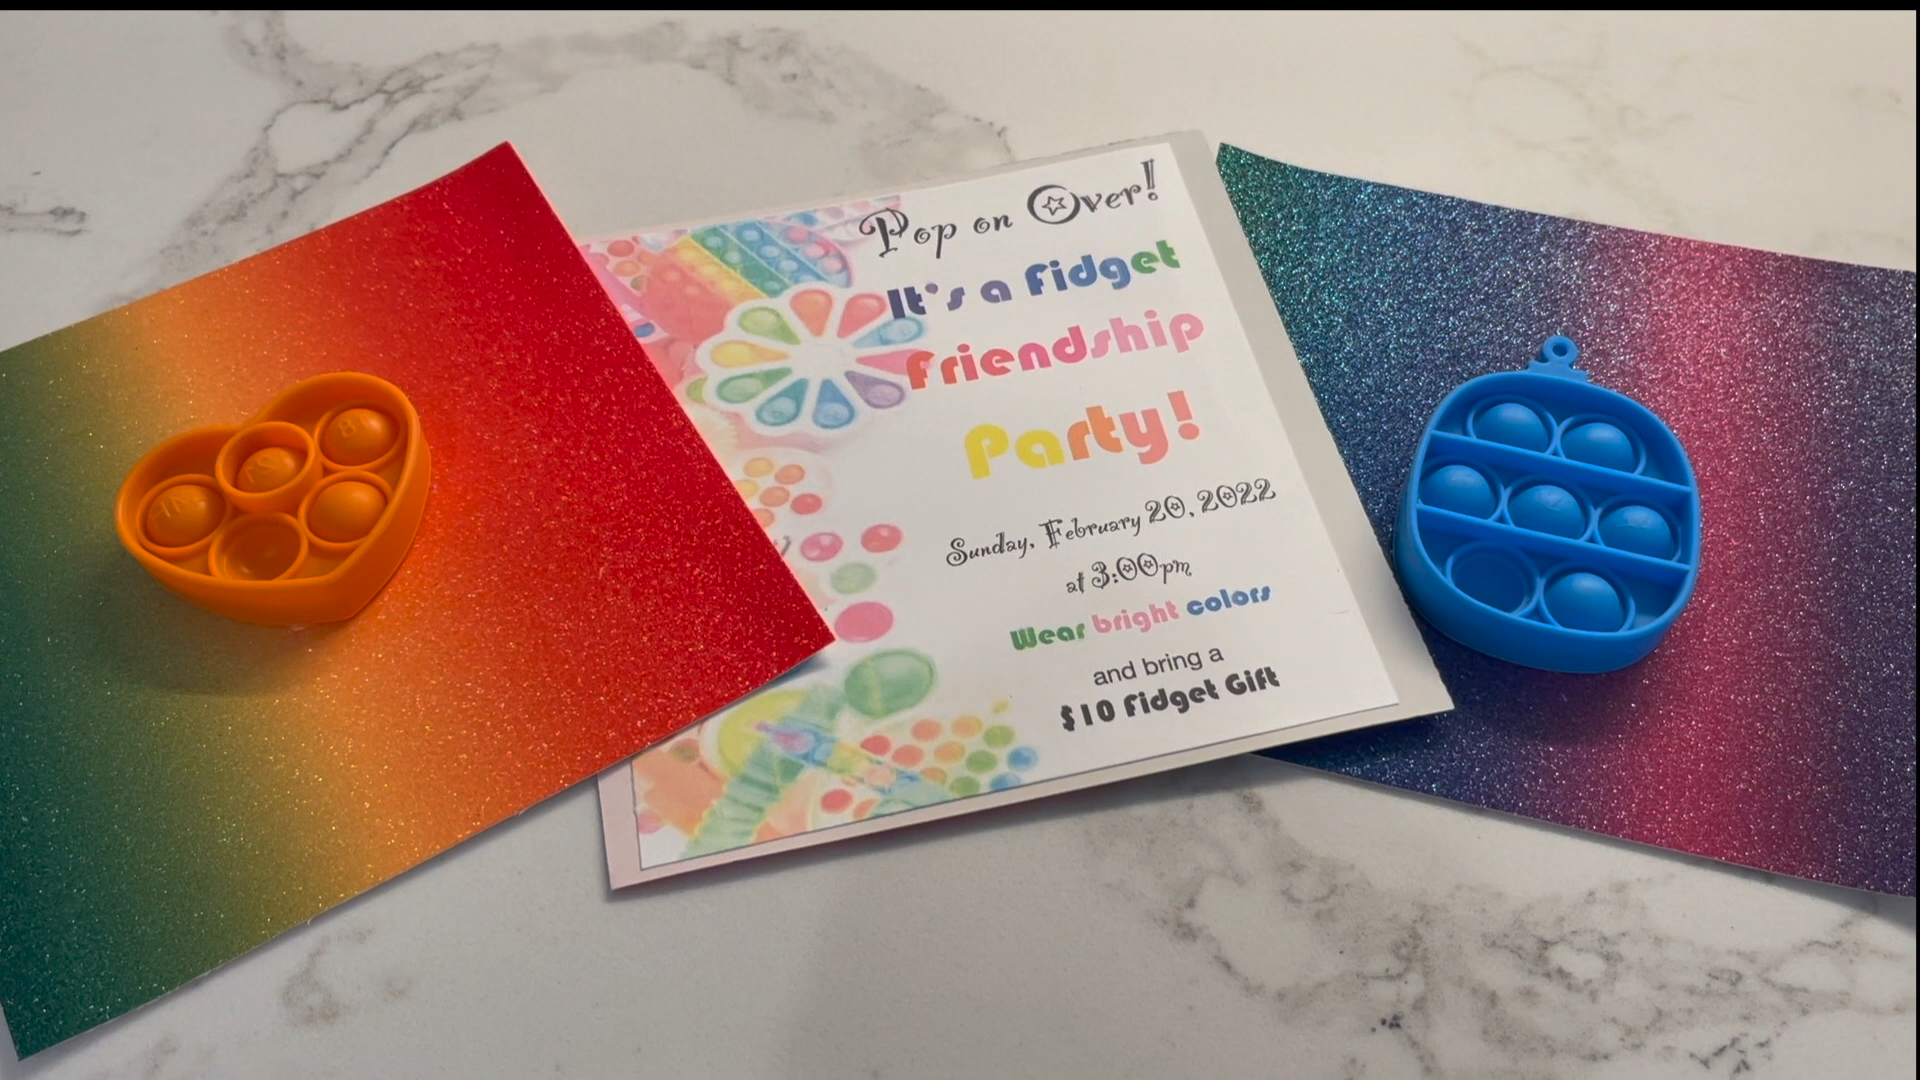 Pop on Over!
It's a Fidget
Friendship
Party!
Sunday, February 20, 2022
at 3:00pm
Wear bright colors
and bring a
$10 Fidget Gift